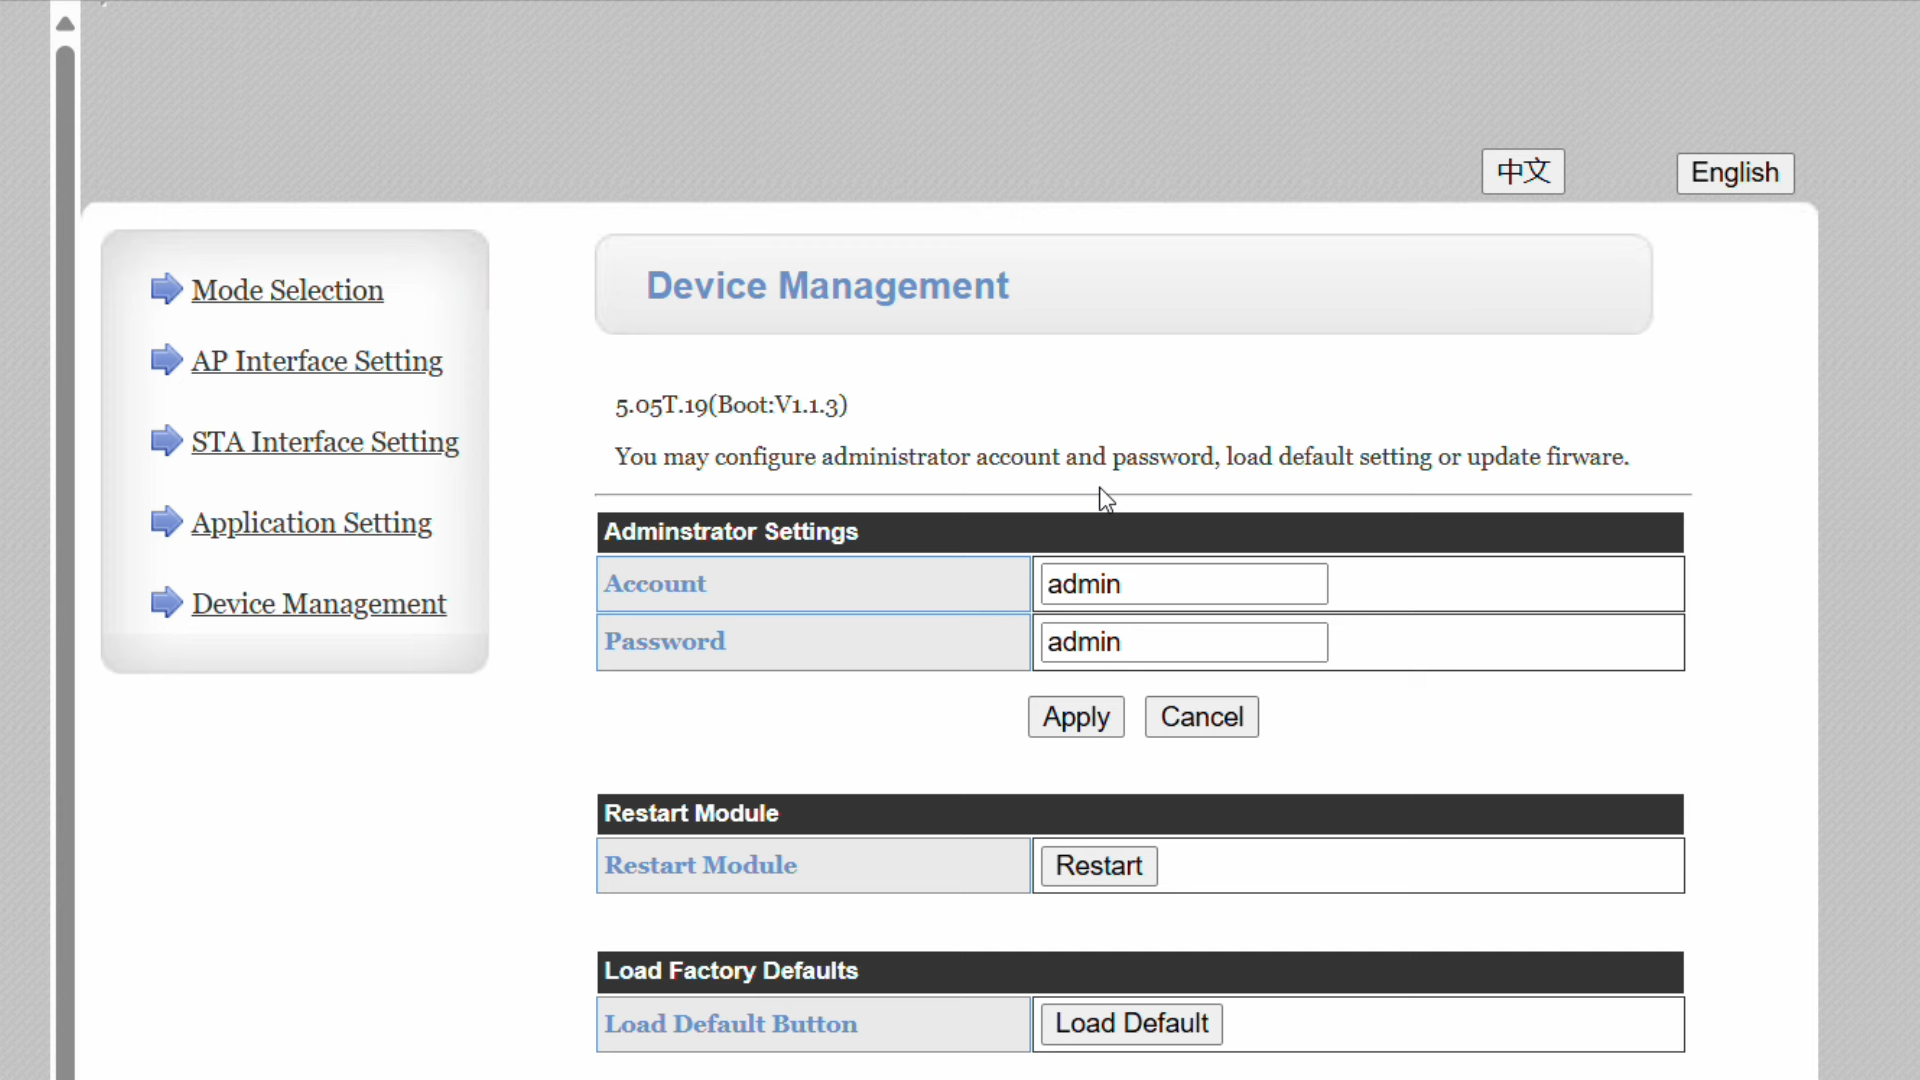 中文
English
Mode Selection
AP Interface Setting
STA Interface Setting
Application Setting
Device Management
Device Management
5.05T.19(Boot:V1.1.3)
You may configure administrator account and password, load default setting or update firware.
Adminstrator Settings
Account admin
Password admin
Apply Cancel
Restart Module
Restart Module Restart
Load Factory Defaults
Load Default Button Load Default